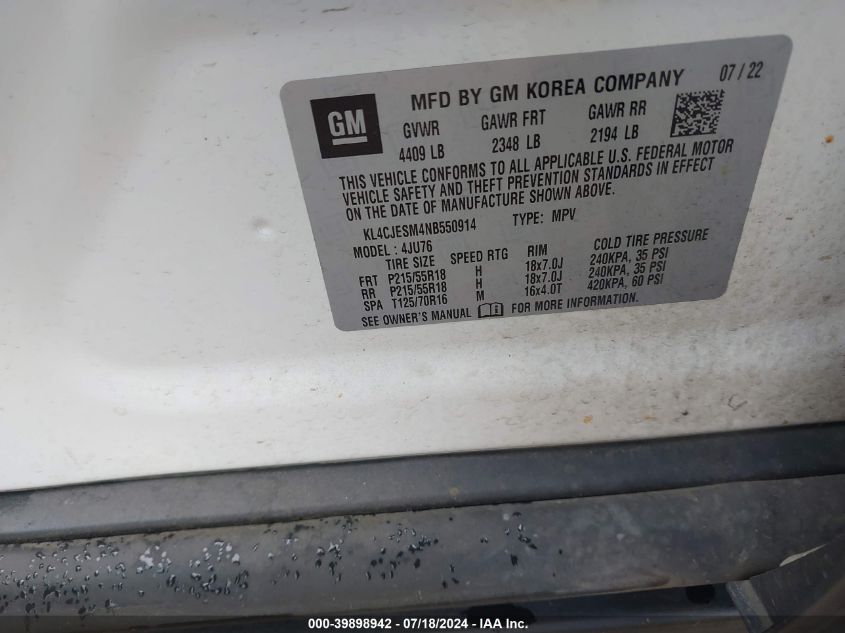 GM
MFD BY GM KOREA COMPANY 07 / 22
GVWR GAWR FRT GAWR RR
4409 LB 2348 LB 2194 LB
THIS VEHICLE CONFORMS TO ALL APPLICABLE U.S. FEDERAL MOTOR
VEHICLE SAFETY AND THEFT PREVENTION STANDARDS IN EFFECT
ON THE DATE OF MANUFACTURE SHOWN ABOVE.
KL4CJESM4NB550914 TYPE: MPV
MODEL : 4JU76
TIRE SIZE SPEED RTG RIM COLD TIRE PRESSURE
FRT P215/55R18 H 18x7.0J 240KPA, 35 PSI
RR P215/55R18 H 18x7.0J 240KPA, 35 PSI
SPA T125/70R16 M 16x4.0T 420KPA, 60 PSI
SEE OWNER'S MANUAL FOR MORE INFORMATION.
000-39898942 / 07/18/2024 - IAA Inc.